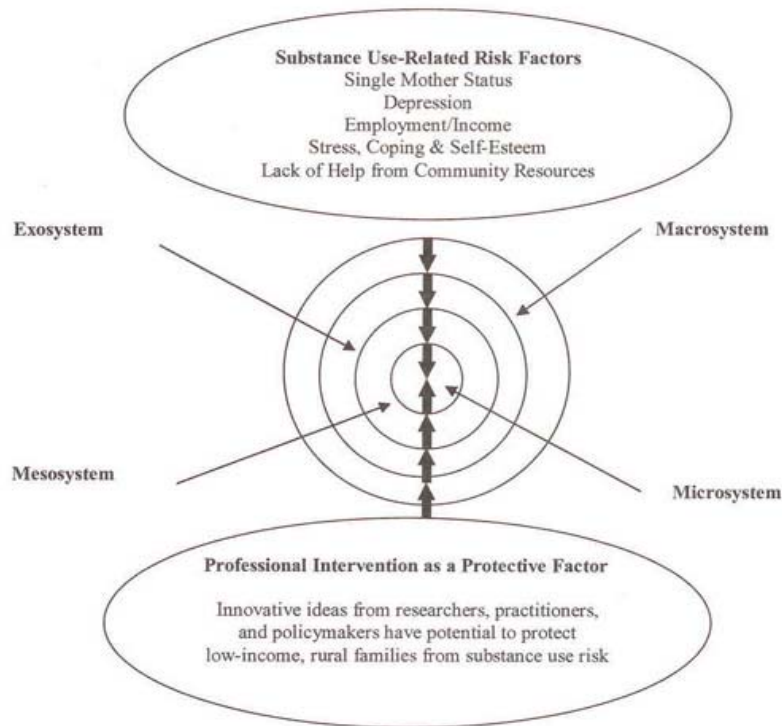 Substance Use-Related Risk Factors
Single Mother Status
Depression
Employment/Income
Stress, Coping & Self-Esteem
Lack of Help from Community Resources
Exosystem
Macrosystem
Mesosystem
Microsystem
Professional Intervention as a Protective Factor
Innovative ideas from researchers, practitioners,
and policymakers have potential to protect
low-income, rural families from substance use risk